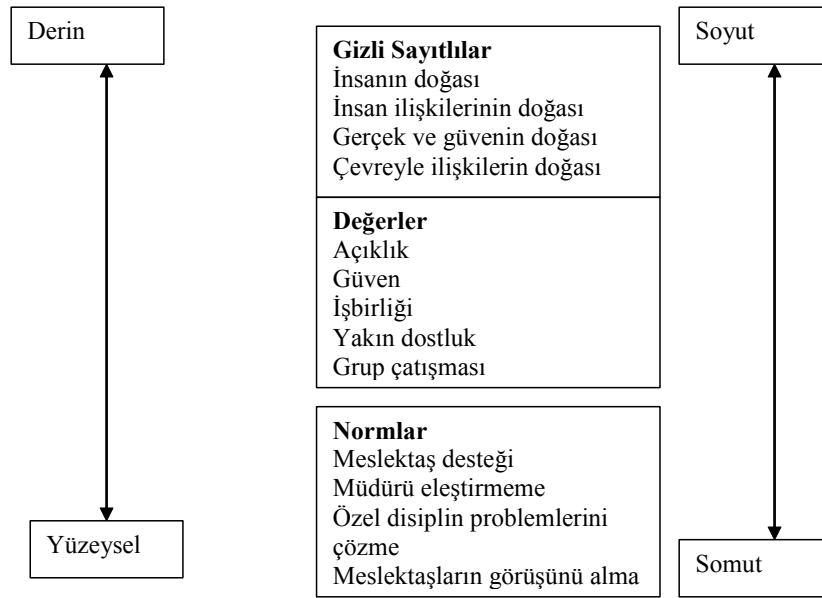 Derin
Soyut
Gizli Sayıtlılar
İnsanın doğası
İnsan ilişkilerinin doğası
Gerçek ve güvenin doğası
Çevreyle ilişkilerin doğası
Değerler
Açıklık
Güven
İşbirliği
Yakın dostluk
Grup çatışması
Normlar
Meslektaş desteği
Müdürü eleştirmeme
Özel disiplin problemlerini
çözme
Meslektaşların görüşünü alma
Yüzeysel
Somut